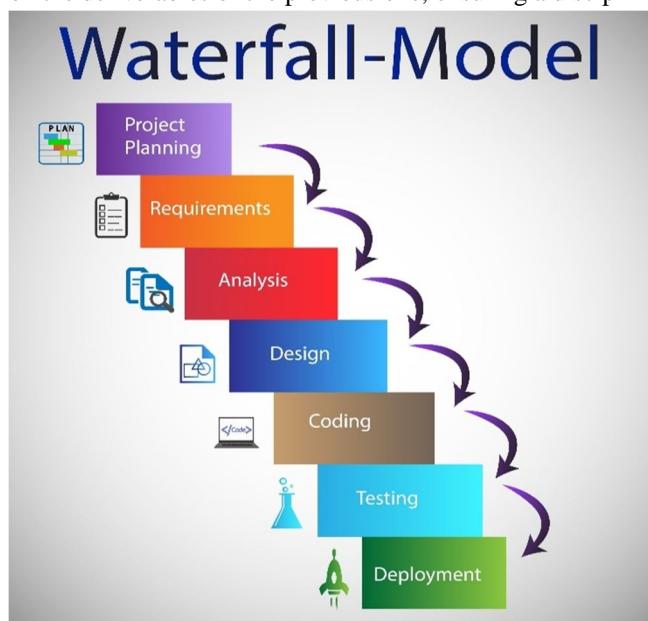 Waterfall-Model
PLAN
Project
Planning
Requirements
Analysis
Design
</Code>
Coding
Testing
Deployment